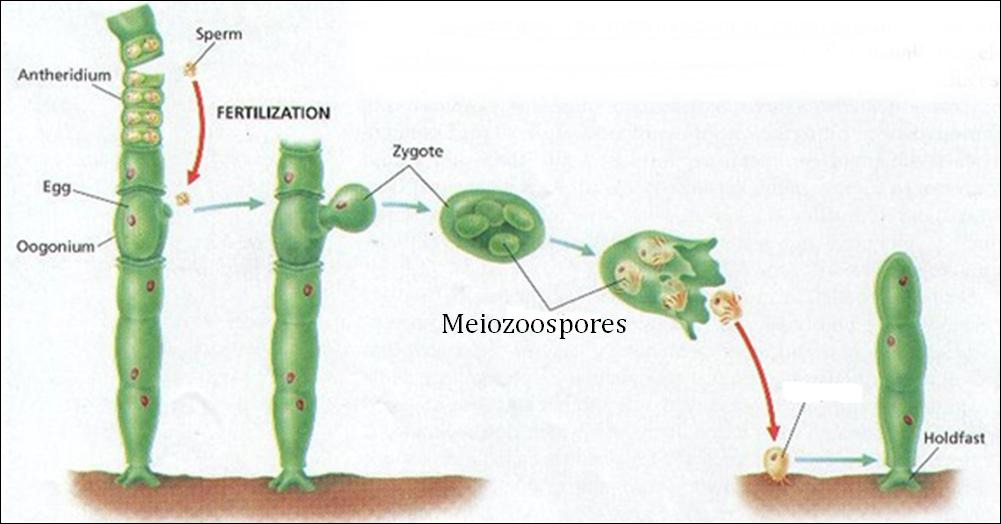 Sperm
Antheridium
FERTILIZATION
Zygote
Egg
Oogonium
Meiozoospores
Holdfast